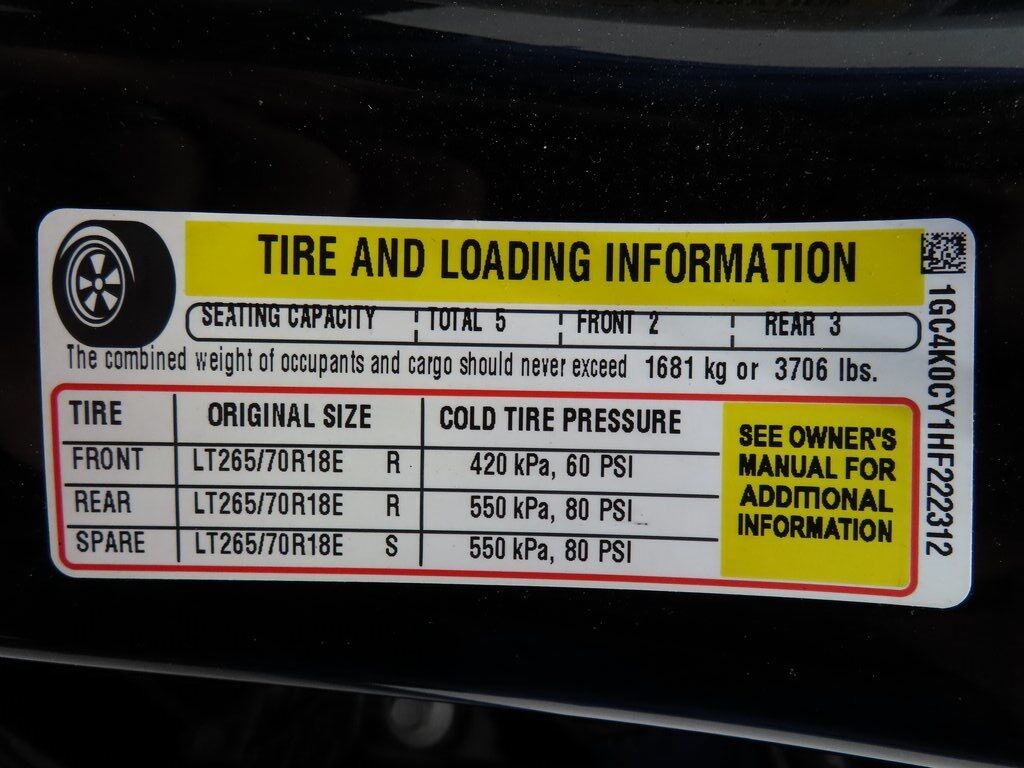 TIRE AND LOADING INFORMATION
SEATING CAPACITY TOTAL 5 FRONT 2 REAR 3
The combined weight of occupants and cargo should never exceed 1681 kg or 3706 lbs.
TIRE ORIGINAL SIZE COLD TIRE PRESSURE
FRONT LT265/70R18E R 420 kPa, 60 PSI
REAR LT265/70R18E R 550 kPa, 80 PSI
SPARE LT265/70R18E S 550 kPa, 80 PSI
SEE OWNER'S
MANUAL FOR
ADDITIONAL
INFORMATION
1GC4K0CY1HF222312